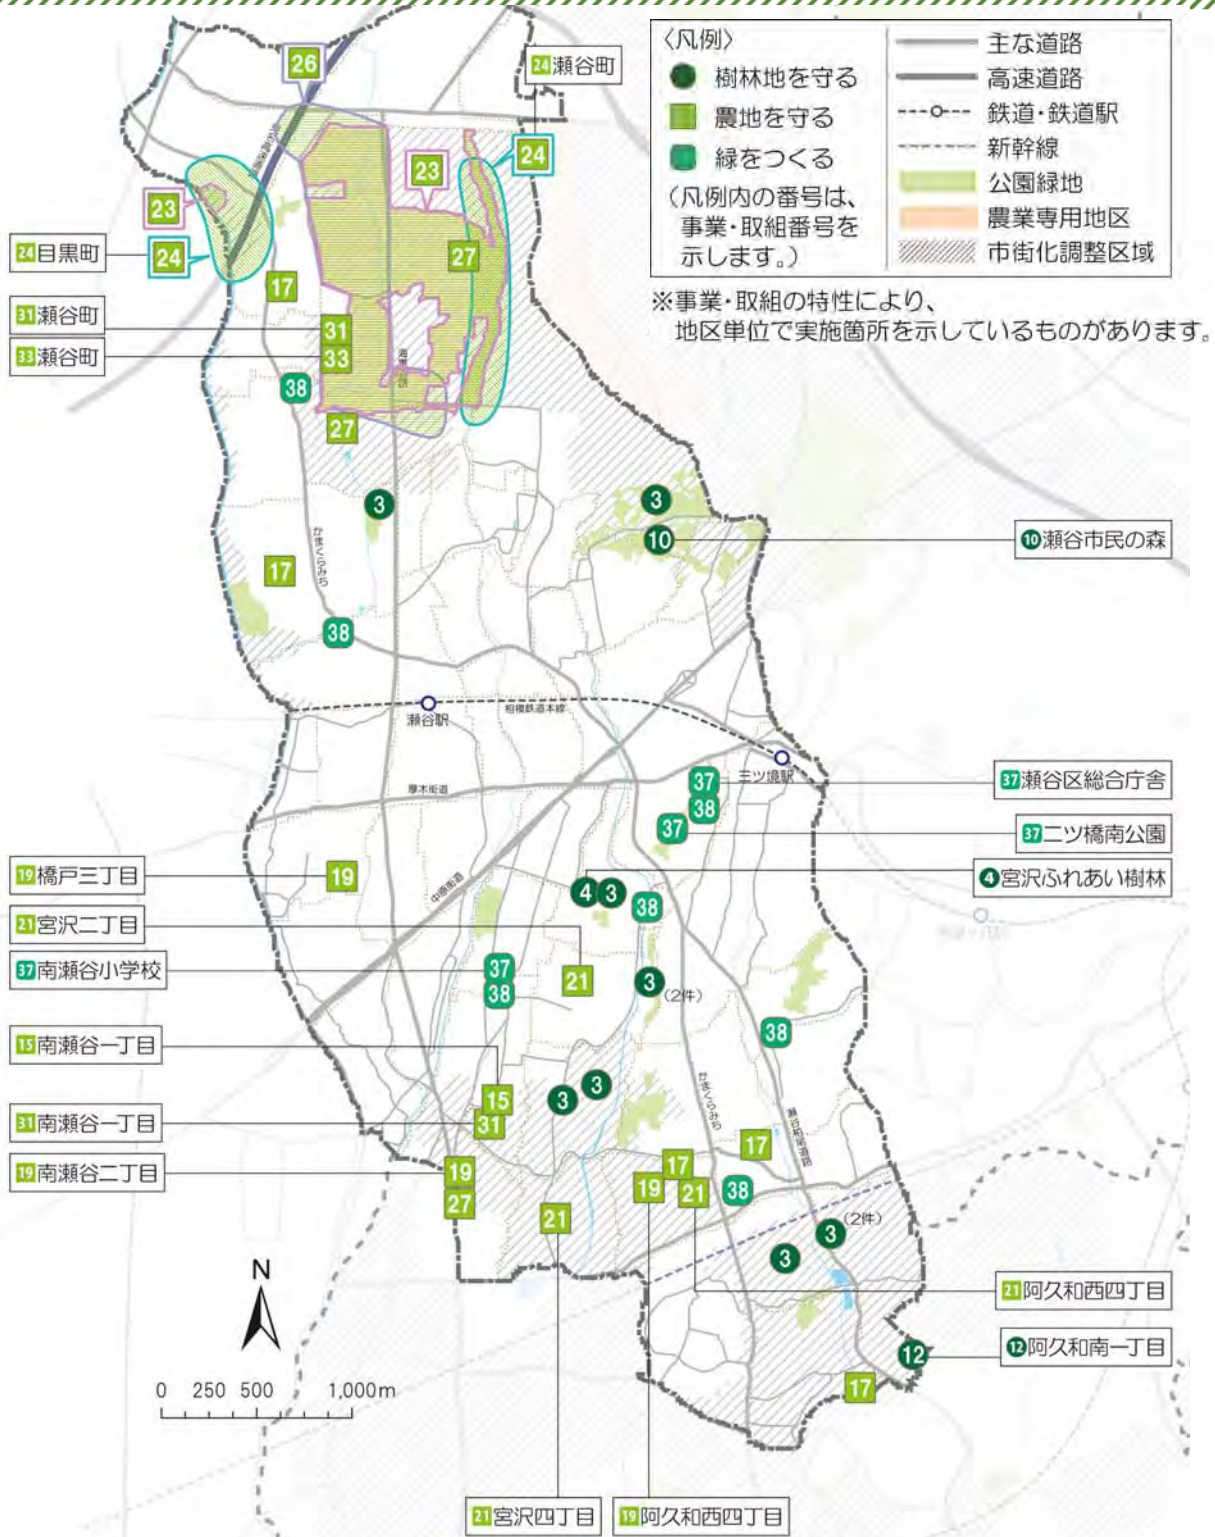 〈凡例〉
樹林地を守る
農地を守る
緑をつくる
(凡例内の番号は、
事業・取組番号を
示します。)
主な道路
高速道路
鉄道・鉄道駅
新幹線
公園緑地
農業専用地区
市街化調整区域
※事業・取組の特性により、
地区単位で実施箇所を示しているものがあります。
26
24瀬谷町
24
23
23
24目黒町
24
27
17
31瀬谷町
31
33瀬谷町
33
38
27
3
3
10
10瀬谷市民の森
かまくらみち
17
38
瀬谷駅
相模鉄道本線
三ツ境駅
厚木街道
37
37瀬谷区総合庁舎
38
37
37二ツ橋南公園
19橋戸三丁目
19
中原街道
4
3
4宮沢ふれあい樹林
38
21宮沢二丁目
21
37南瀬谷小学校
37
38
3
(2件)
38
15南瀬谷一丁目
15
3
3
かまくらみち
31南瀬谷一丁目
31
17
19南瀬谷二丁目
19
27
17
19
21
38
21
3
(2件)
3
21阿久和西四丁目
12
12阿久和南一丁目
17
N
0 250 500 1,000m
21宮沢四丁目
19阿久和西四丁目